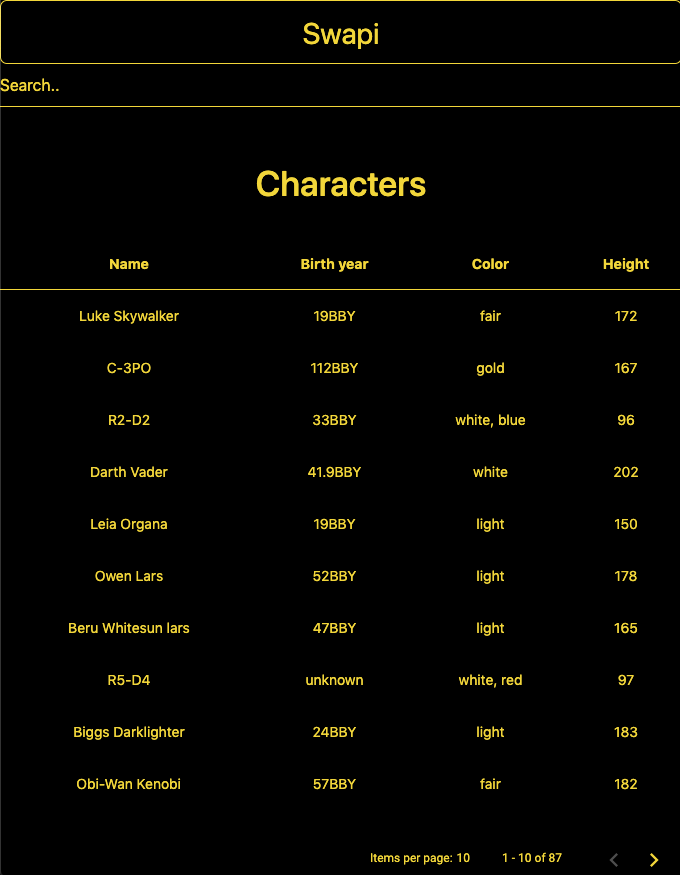 Swapi
Search..
Characters
Name Birth year Color Height
Luke Skywalker 19BBY fair 172
C-3PO 112BBY gold 167
R2-D2 33BBY white, blue 96
Darth Vader 41.9BBY white 202
Leia Organa 19BBY light 150
Owen Lars 52BBY light 178
Beru Whitesun lars 47BBY light 165
R5-D4 unknown white, red 97
Biggs Darklighter 24BBY light 183
Obi-Wan Kenobi 57BBY fair 182
Items per page: 10 1 - 10 of 87